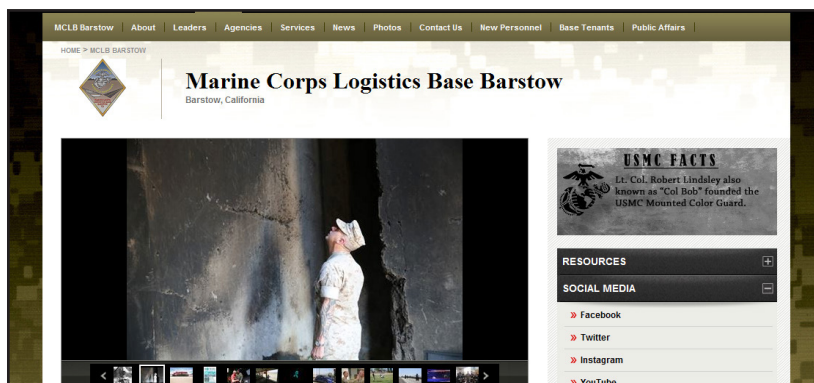 MCLB Barstow About Leaders Agencies Services News Photos Contact Us New Personnel Base Tenants Public Affairs
HOME > MCLB BARSTOW
Marine Corps Logistics Base Barstow
Barstow, California
USMC FACTS
Lt. Col. Robert Lindsley also
known as "Col Bob" founded the
USMC Mounted Color Guard.
RESOURCES
SOCIAL MEDIA
» Facebook
» Twitter
» Instagram
» YouTube